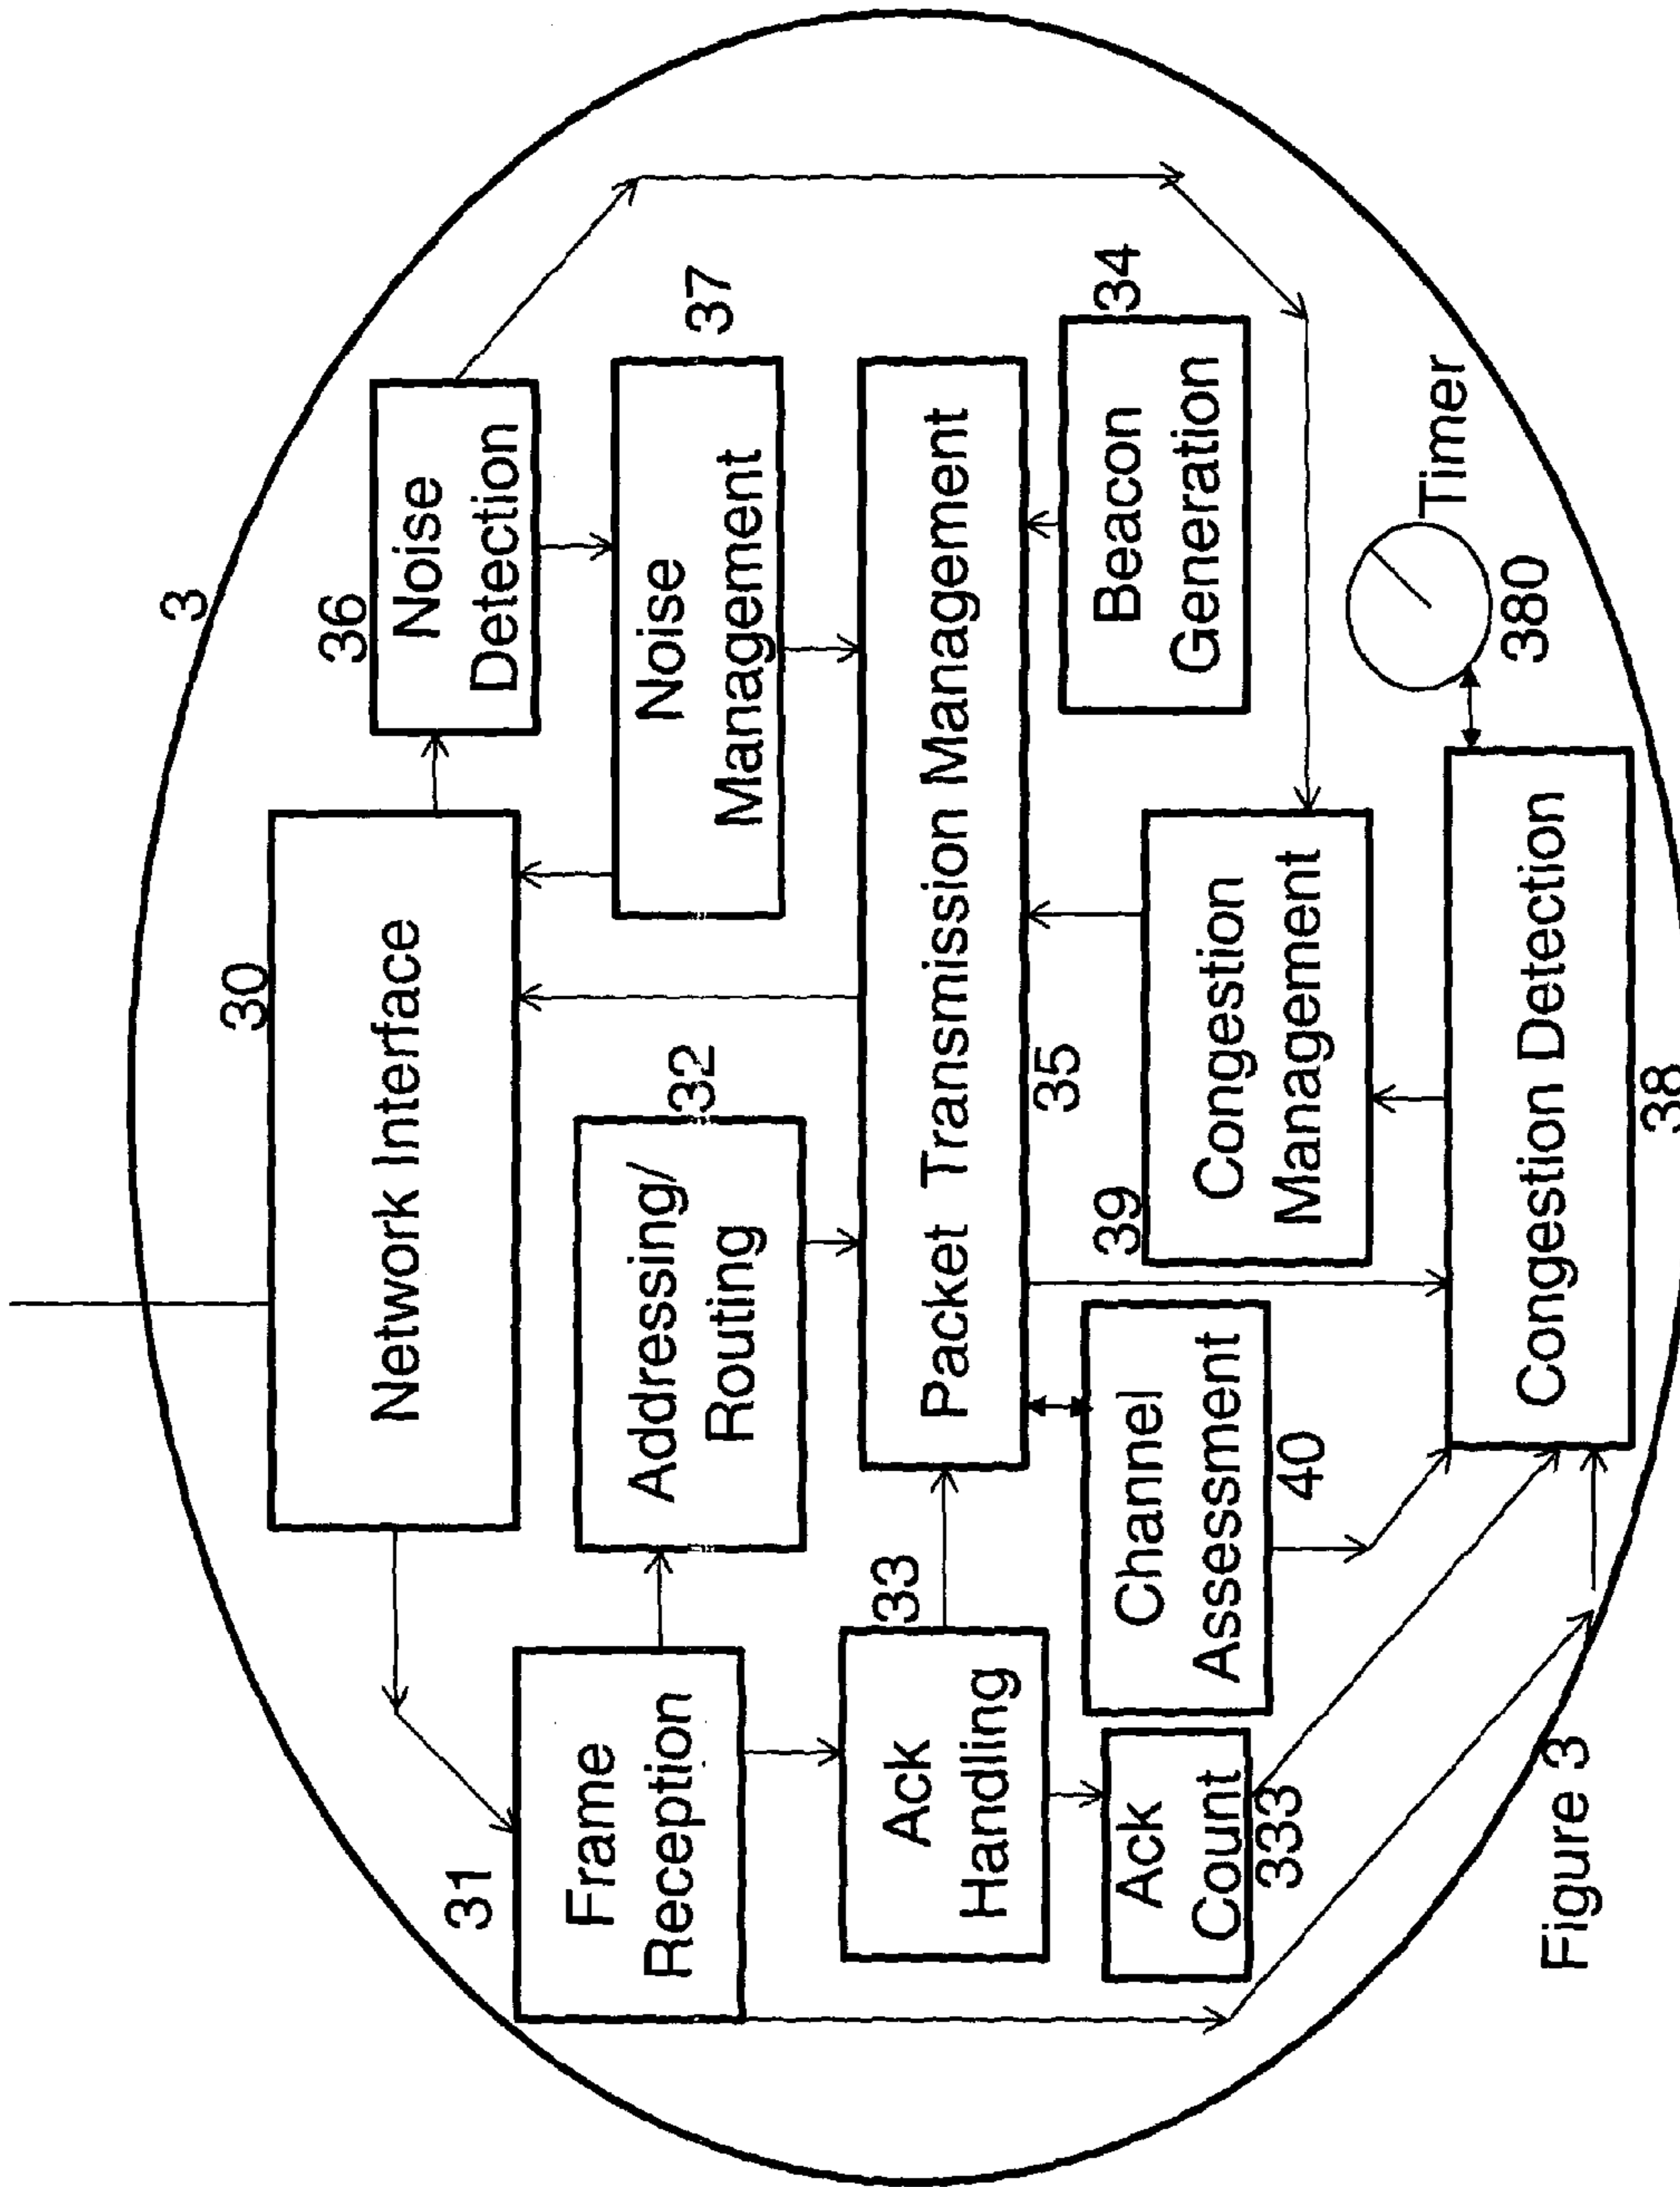 3
30
Network Interface
36
Noise
Detection
31
Frame
Reception
Addressing/
Routing
32
Noise
Management
37
Ack
Handling
33
Packet Transmission Management
35
Ack
Count
333
Channel
Assessment
40
39
Congestion
Management
Beacon
Generation
34
Congestion Detection
38
Timer
380
Figure 3